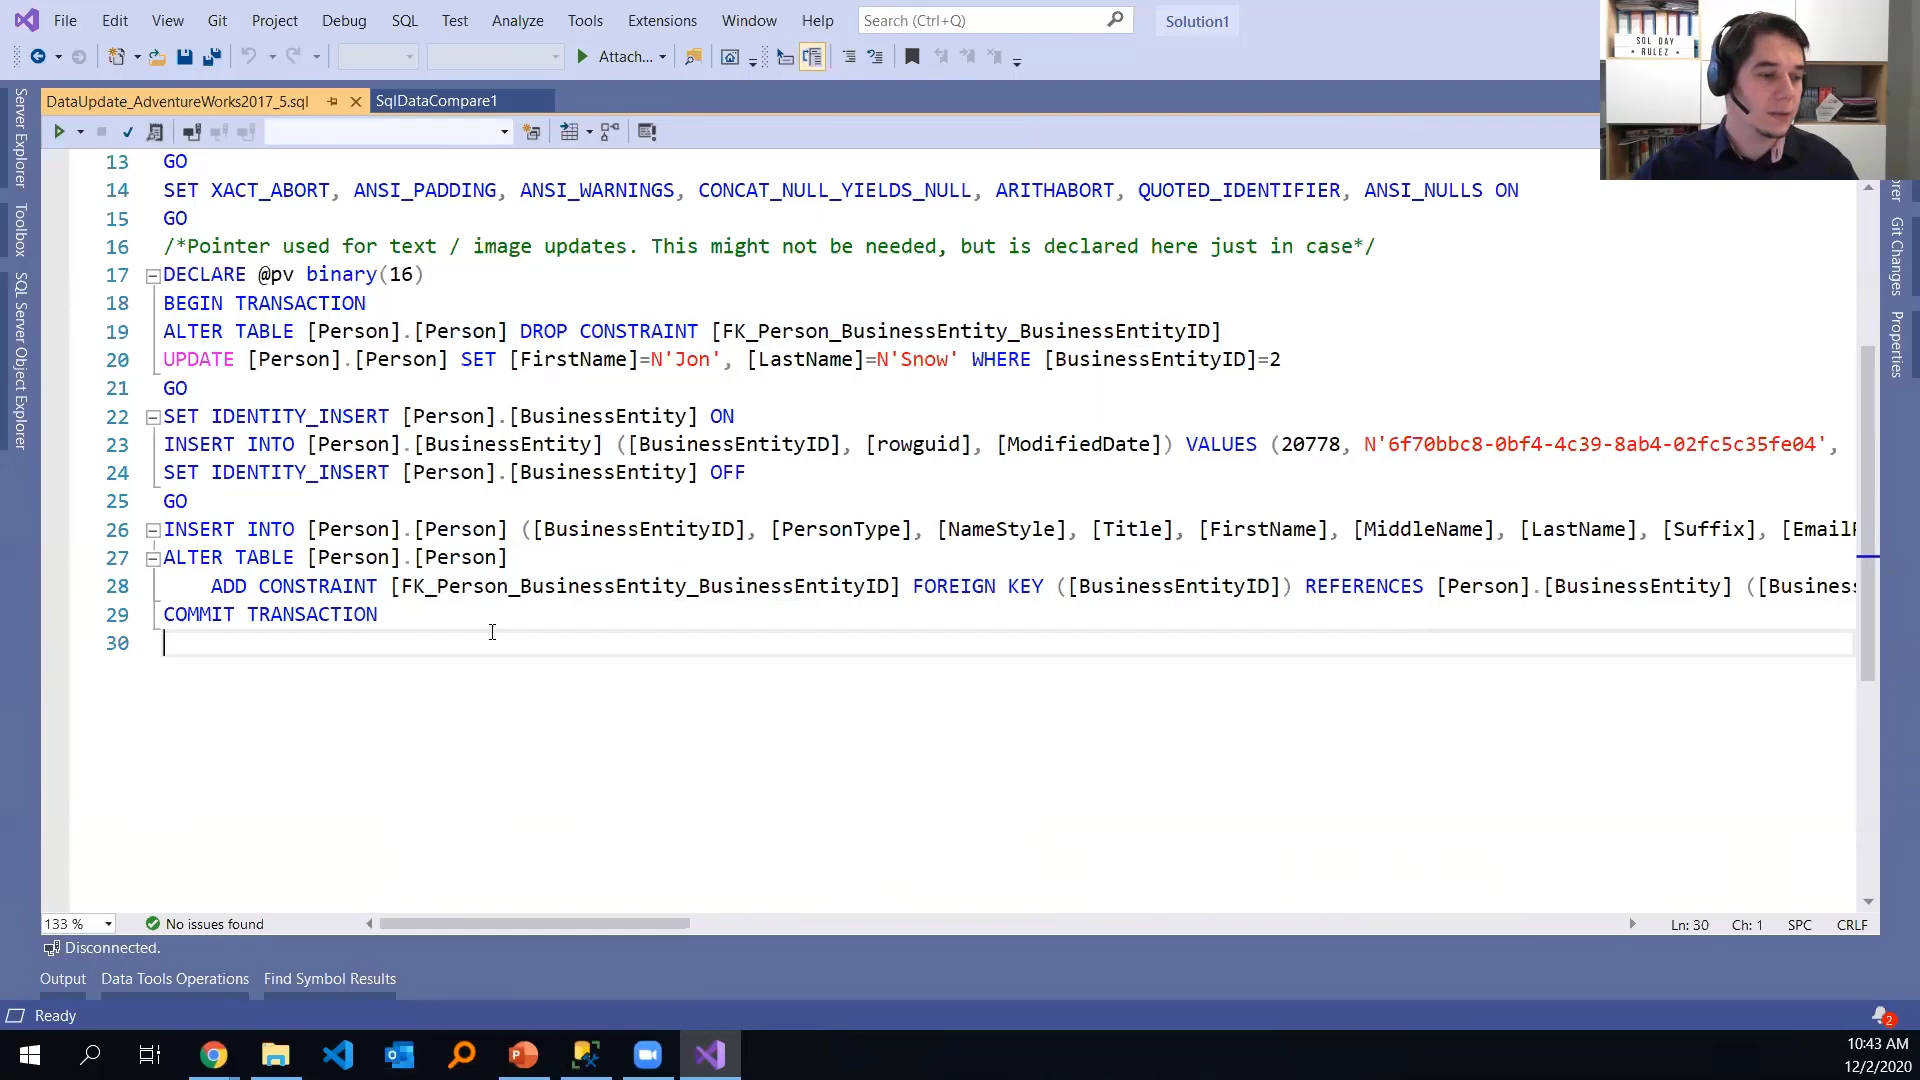 File Edit View Git Project Debug SQL Test Analyze Tools Extensions Window Help Search (Ctrl+Q) Solution1
SQL DAY
• RULEZ •
Attach...
DataUpdate_AdventureWorks2017_5.sql SqlDataCompare1
Server Explorer
Toolbox
SQL Server Object Explorer
Git Changes
Properties
13 GO
14 SET XACT_ABORT, ANSI_PADDING, ANSI_WARNINGS, CONCAT_NULL_YIELDS_NULL, ARITHABORT, QUOTED_IDENTIFIER, ANSI_NULLS ON
15 GO
16 /*Pointer used for text / image updates. This might not be needed, but is declared here just in case*/
17 DECLARE @pv binary(16)
18 BEGIN TRANSACTION
19 ALTER TABLE [Person].[Person] DROP CONSTRAINT [FK_Person_BusinessEntity_BusinessEntityID]
20 UPDATE [Person].[Person] SET [FirstName]=N'Jon', [LastName]=N'Snow' WHERE [BusinessEntityID]=2
21 GO
22 SET IDENTITY_INSERT [Person].[BusinessEntity] ON
23 INSERT INTO [Person].[BusinessEntity] ([BusinessEntityID], [rowguid], [ModifiedDate]) VALUES (20778, N'6f70bbc8-0bf4-4c39-8ab4-02fc5c35fe04',
24 SET IDENTITY_INSERT [Person].[BusinessEntity] OFF
25 GO
26 INSERT INTO [Person].[Person] ([BusinessEntityID], [PersonType], [NameStyle], [Title], [FirstName], [MiddleName], [LastName], [Suffix], [Email
27 ALTER TABLE [Person].[Person]
28 ADD CONSTRAINT [FK_Person_BusinessEntity_BusinessEntityID] FOREIGN KEY ([BusinessEntityID]) REFERENCES [Person].[BusinessEntity] ([Business
29 COMMIT TRANSACTION
30
133 % No issues found Ln: 30 Ch: 1 SPC CRLF
Disconnected.
Output Data Tools Operations Find Symbol Results
Ready 2
10:43 AM
12/2/2020